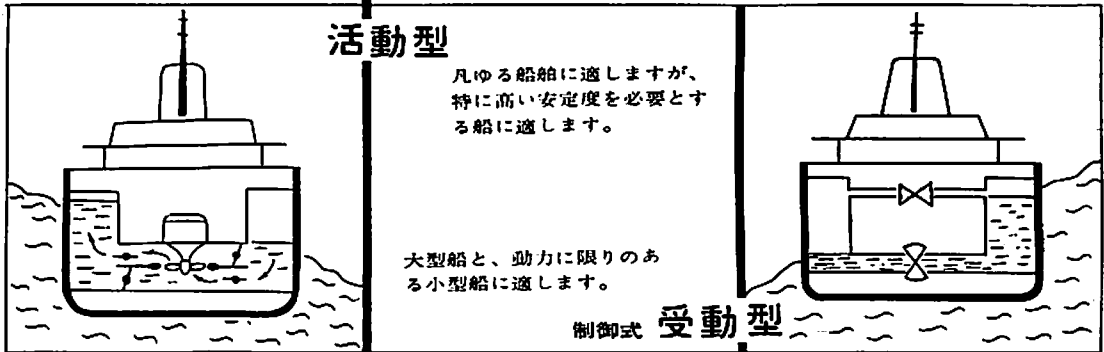 活動型
凡ゆる船舶に適しますが、
特に高い安定度を必要とす
る船に適します。
大型船と、動力に限りのあ
る小型船に適します。
制御式 受動型